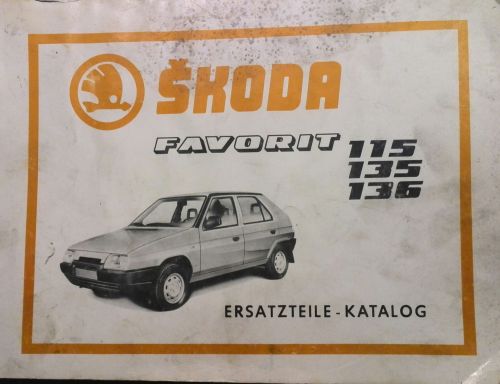 ŠKODA
FAVORIT 115
135
136
ERSATZTEILE - KATALOG